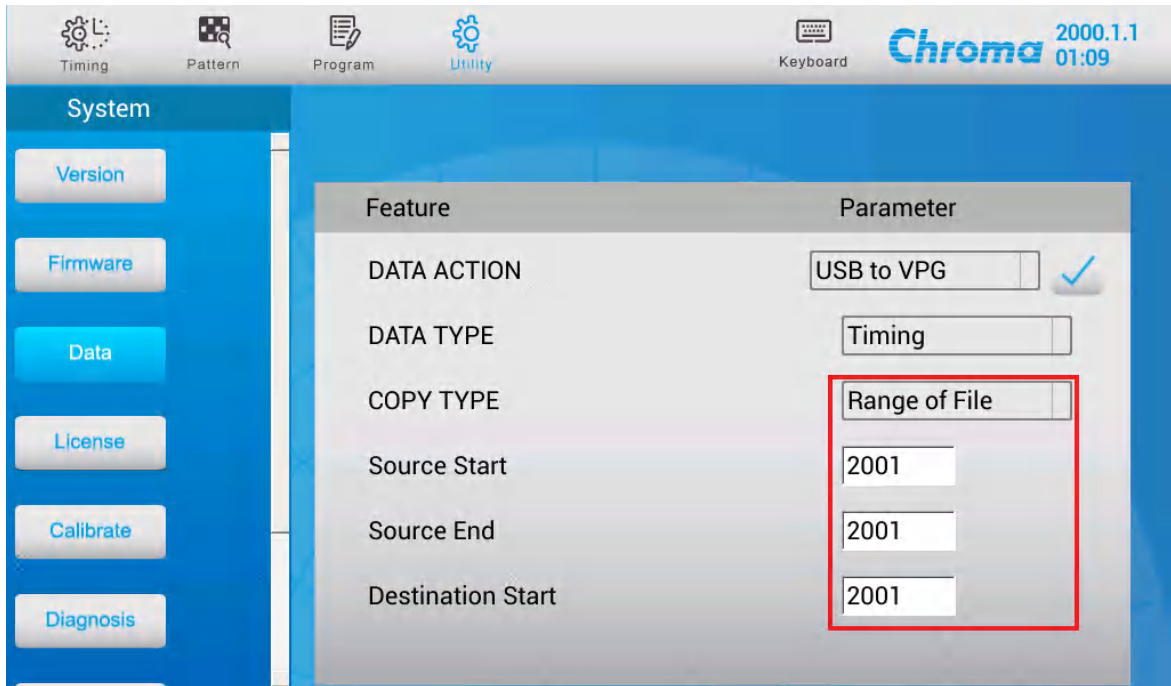 Timing Pattern Program Utility Keyboard Chroma 2000.1.1
01:09
System
Version
Firmware
Data
License
Calibrate
Diagnosis
Feature Parameter
DATA ACTION USB to VPG
DATA TYPE Timing
COPY TYPE Range of File
Source Start 2001
Source End 2001
Destination Start 2001